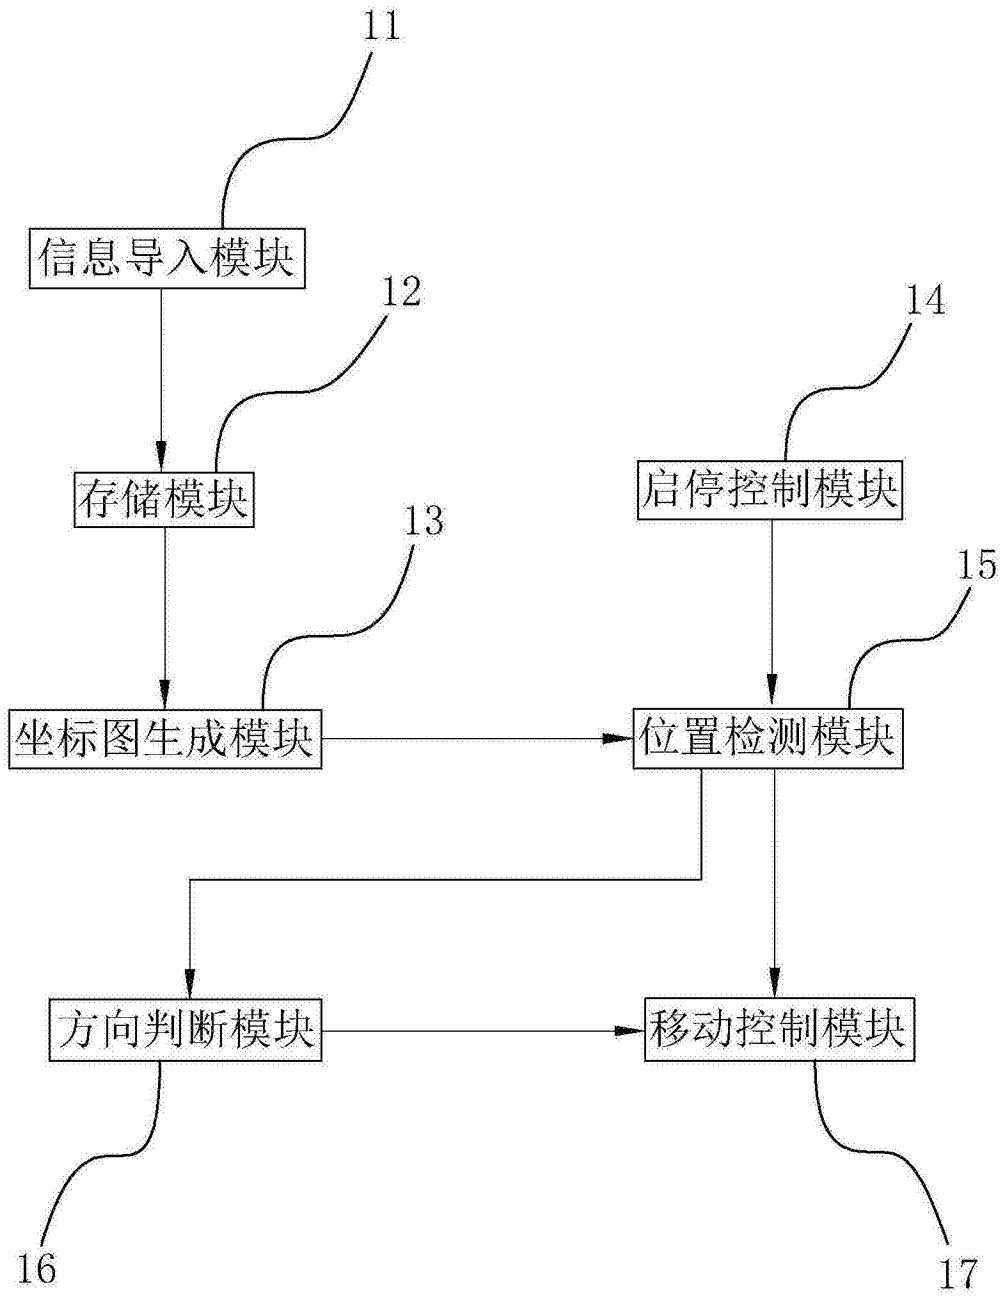 11
信息导入模块
12
14
存储模块
启停控制模块
13
15
坐标图生成模块
位置检测模块
方向判断模块
移动控制模块
16
17